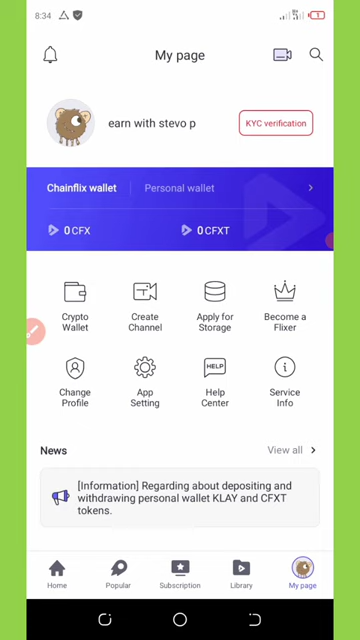 8:34
My page
earn with stevo p
KYC verification
Chainflix wallet
Personal wallet
0 CFX
0 CFXT
Crypto
Wallet
Create
Channel
Apply for
Storage
Become a
Flixer
Change
Profile
App
Setting
HELP
Help
Center
Service
Info
News
View all
[Information] Regarding about depositing and
withdrawing personal wallet KLAY and CFXT
tokens.
Home
Popular
Subscription
Library
My page